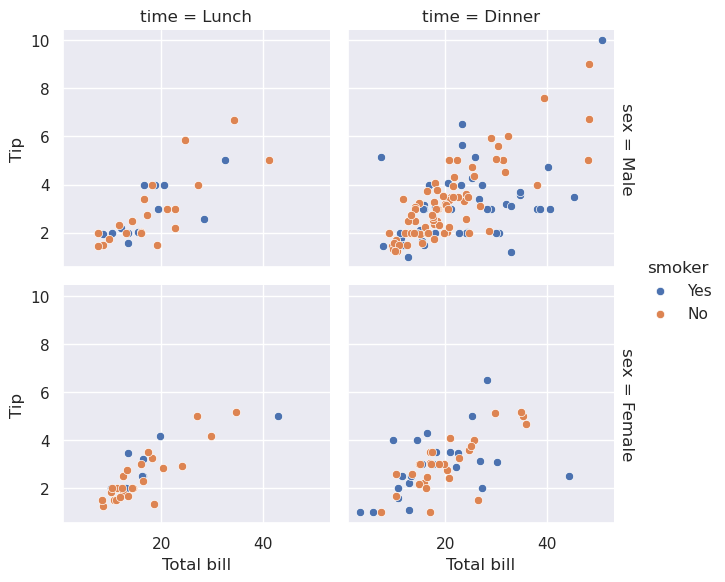 time = Lunch
time = Dinner
10
8
6
4
2
Tip
sex = Male
smoker
Yes
No
10
8
6
4
2
Tip
sex = Female
20
40
20
40
Total bill
Total bill